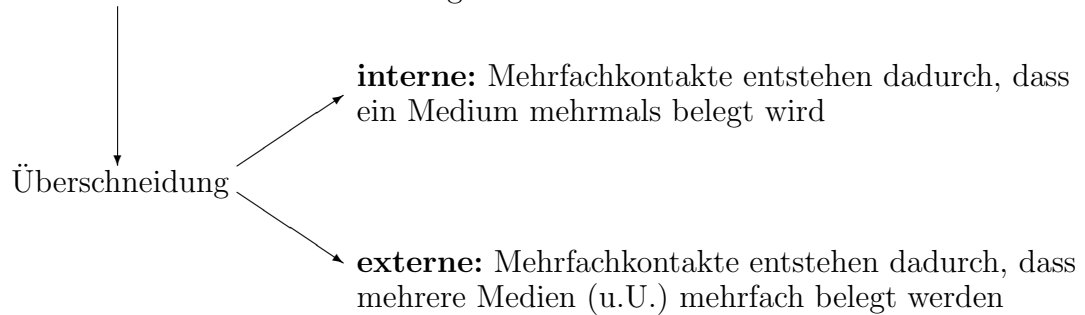 interne: Mehrfachkontakte entstehen dadurch, dass
ein Medium mehrmals belegt wird
Überschneidung
externe: Mehrfachkontakte entstehen dadurch, dass
mehrere Medien (u.U.) mehrfach belegt werden